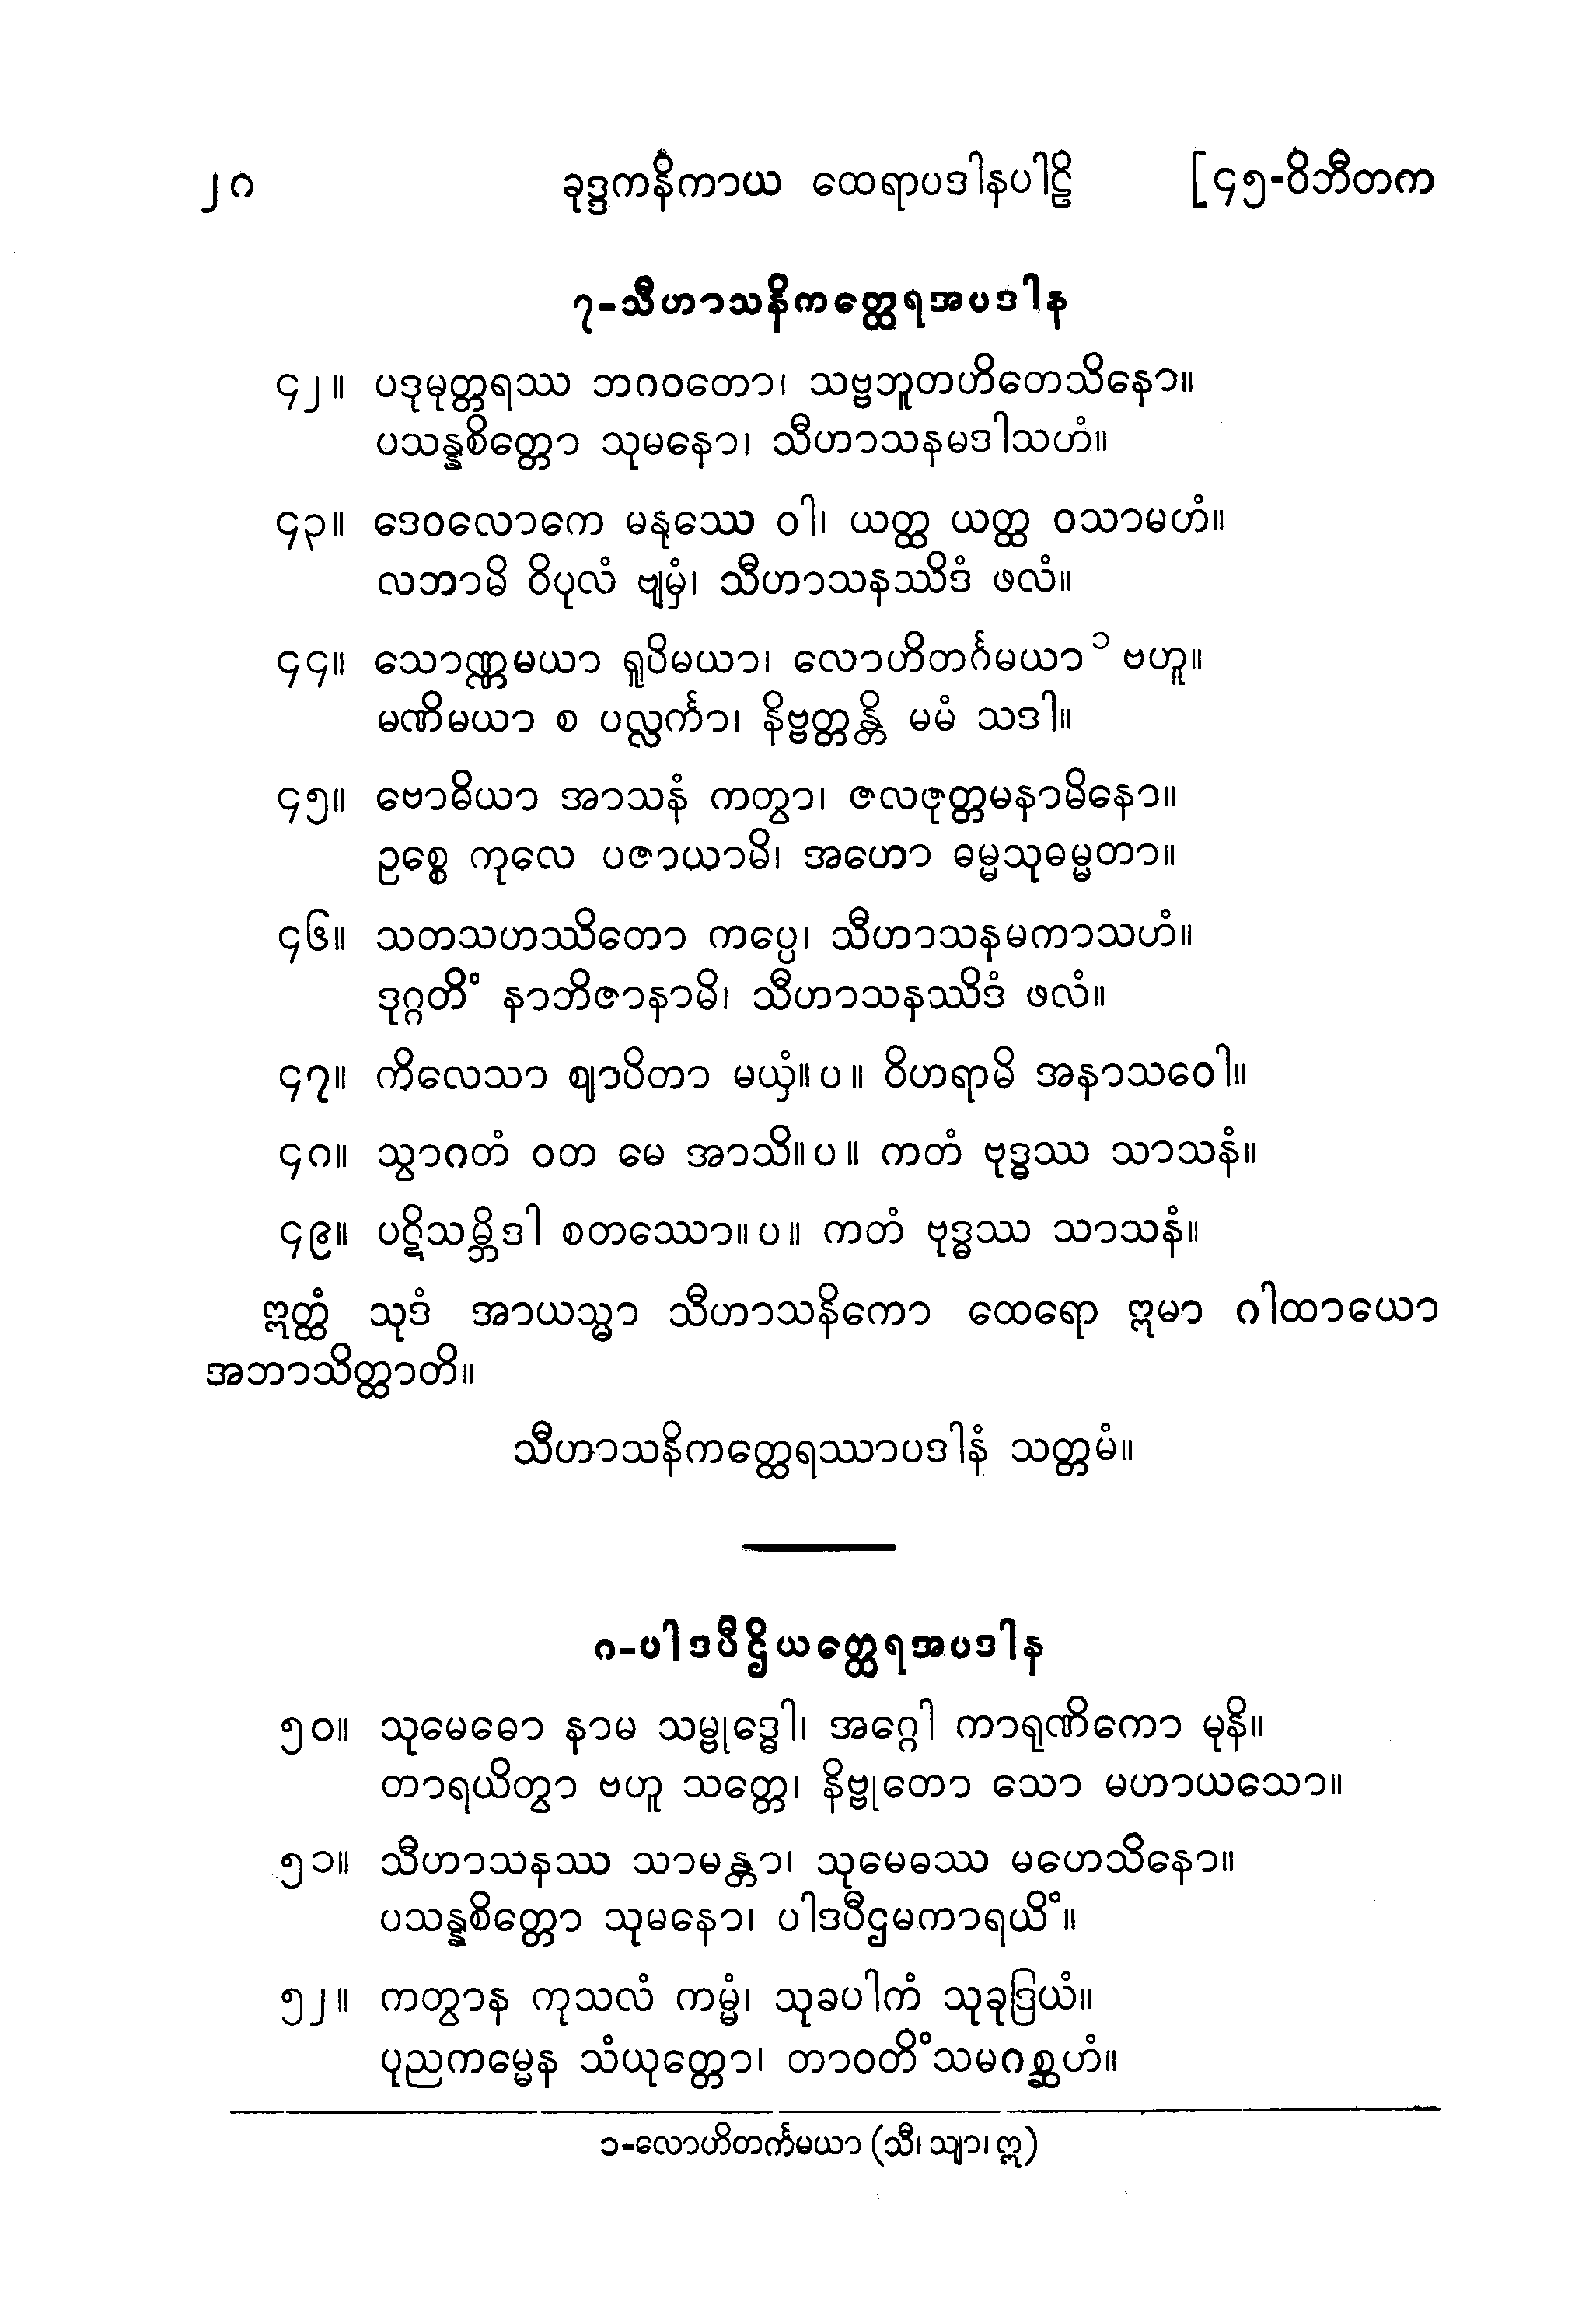 ၂၈ ခုဒ္ဒကနိကာယ ထေရာပဒါနပါဠိ [၄၅-ဝိဘီတက
၇-သီဟာသနိကတ္ထေရအပဒါန
၄၂။ ပဒုမုတ္တရဿ ဘဂဝတော၊ သဗ္ဗဘူတဟိတေသိနော။
ပသန္နစိတ္တော သုမနော၊ သီဟာသနမဒါသဟံ။
၄၃။ ဒေဝလောကေ မနုဿေ ဝါ၊ ယတ္ထ ယတ္ထ ဝသာမဟံ။
လဘာမိ ဝိပုလံ ဗျမှံ၊ သီဟာသနဿိဒံ ဖလံ။
၄၄။ သောဏ္ဏမယာ ရူပိမယာ၊ လောဟိတင်္ဂမယာ ၁ ဗဟူ။
မဏိမယာ စ ပလ္လင်္ကာ၊ နိဗ္ဗတ္တန္တိ မမံ သဒါ။
၄၅။ ဗောဓိယာ အာသနံ ကတွာ၊ ဇလဇုတ္တမနာမိနော။
ဥစ္စေ ကုလေ ပဇာယာမိ၊ အဟော ဓမ္မသုဓမ္မတာ။
၄၆။ သတသဟဿိတော ကပ္ပေ၊ သီဟာသနမကာသဟံ။
ဒုဂ္ဂတိံ နာဘိဇာနာမိ၊ သီဟာသနဿိဒံ ဖလံ။
၄၇။ ကိလေသာ ဈာပိတာ မယှံ။ပ။ ဝိဟရာမိ အနာသဝေါ။
၄၈။ သွာဂတံ ဝတ မေ အာသိ။ပ။ ကတံ ဗုဒ္ဓဿ သာသနံ။
၄၉။ ပဋိသမ္ဘိဒါ စတဿော။ပ။ ကတံ ဗုဒ္ဓဿ သာသနံ။
ဣတ္ထံ သုဒံ အာယသ္မာ သီဟာသနိကော ထေရော ဣမာ ဂါထာယော
အဘာသိတ္ထာတိ။
သီဟာသနိကတ္ထေရဿာပဒါနံ သတ္တမံ။
၈-ပါဒပီဌိယတ္ထေရအပဒါန
၅၀။ သုမေဓော နာမ သမ္ဗုဒ္ဓေါ၊ အဂ္ဂေါ ကာရုဏိကော မုနိ။
တာရယိတွာ ဗဟူ သတ္တေ၊ နိဗ္ဗုတော သော မဟာယသော။
၅၁။ သီဟာသနဿ သာမန္တာ၊ သုမေဓဿ မဟေသိနော။
ပသန္နစိတ္တော သုမနော၊ ပါဒပီဌမကာရယိံ။
၅၂။ ကတွာန ကုသလံ ကမ္မံ၊ သုခပါကံ သုခုဒြယံ။
ပုညကမ္မေန သံယုတ္တော၊ တာဝတိံသမဂစ္ဆဟံ။
၁-လောဟိတင်္ကမယာ (သီ၊ သျာ၊ ဣ)